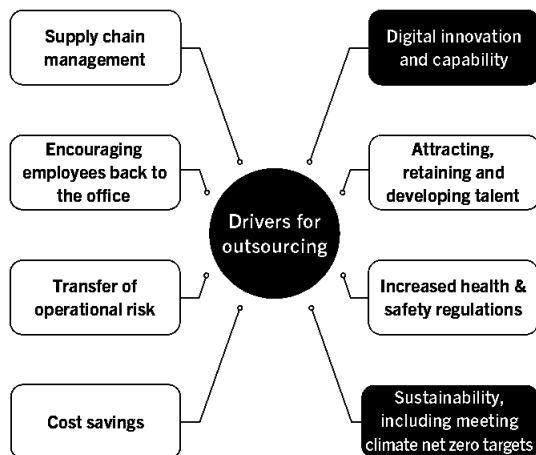 Supply chain
management
Digital innovation
and capability
Encouraging
employees back to
the office
Attracting,
retaining and
developing talent
Drivers for
outsourcing
Transfer of
operational risk
Increased health &
safety regulations
Cost savings
Sustainability,
including meeting
climate net zero targets